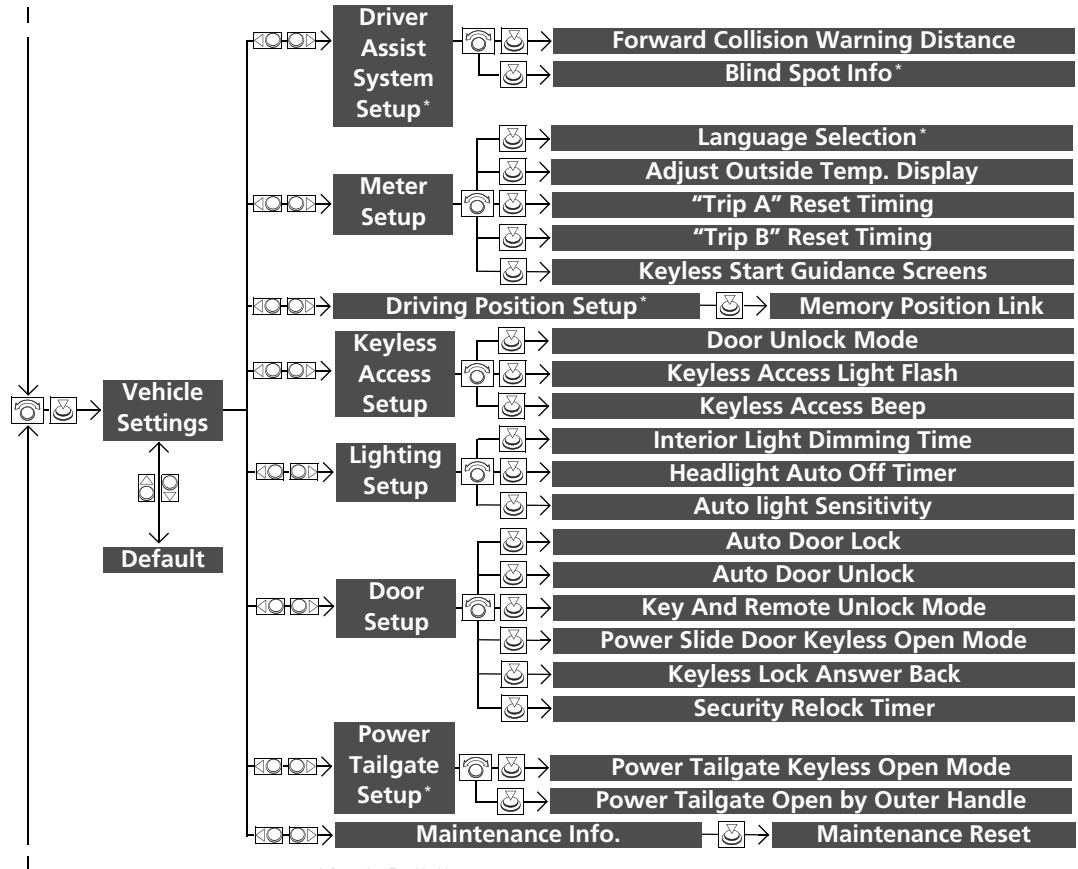 Driver
Assist
System
Setup*
Forward Collision Warning Distance
Blind Spot Info*
Meter
Setup
Language Selection*
Adjust Outside Temp. Display
“Trip A” Reset Timing
“Trip B” Reset Timing
Keyless Start Guidance Screens
Driving Position Setup*
Memory Position Link
Keyless
Access
Setup
Door Unlock Mode
Keyless Access Light Flash
Keyless Access Beep
Vehicle
Settings
Default
Lighting
Setup
Interior Light Dimming Time
Headlight Auto Off Timer
Auto light Sensitivity
Door
Setup
Auto Door Lock
Auto Door Unlock
Key And Remote Unlock Mode
Power Slide Door Keyless Open Mode
Keyless Lock Answer Back
Security Relock Timer
Power
Tailgate
Setup*
Power Tailgate Keyless Open Mode
Power Tailgate Open by Outer Handle
Maintenance Info.
Maintenance Reset